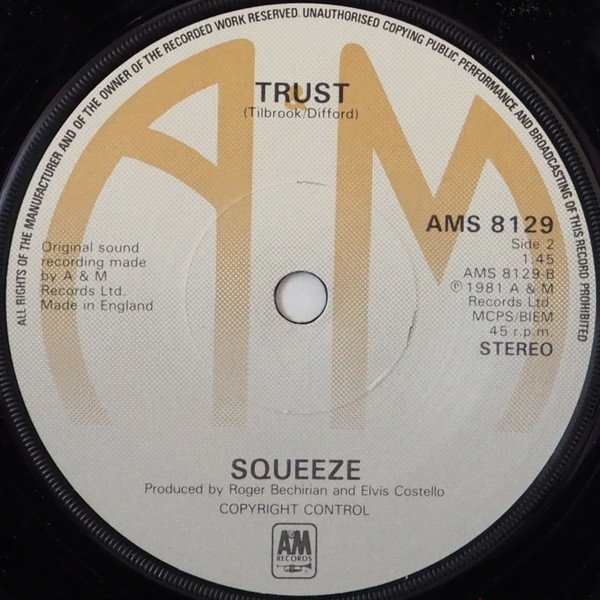 ALL RIGHTS OF THE MANUFACTURER AND OF THE OWNER OF THE RECORDED WORK RESERVED. UNAUTHORISED COPYING PUBLIC PERFORMANCE AND BROADCASTING OF THIS RECORD PROHIBITED
AM
TRUST
(Tilbrook/Difford)
Original sound
recording made
by A & M
Records Ltd.
Made in England
AMS 8129
Side 2
1.45
AMS 8129-B
℗ 1981 A & M
Records Ltd.
MCPS/BIEM
45 r.p.m.
STEREO
SQUEEZE
Produced by Roger Bechirian and Elvis Costello
COPYRIGHT CONTROL
A&M
RECORDS